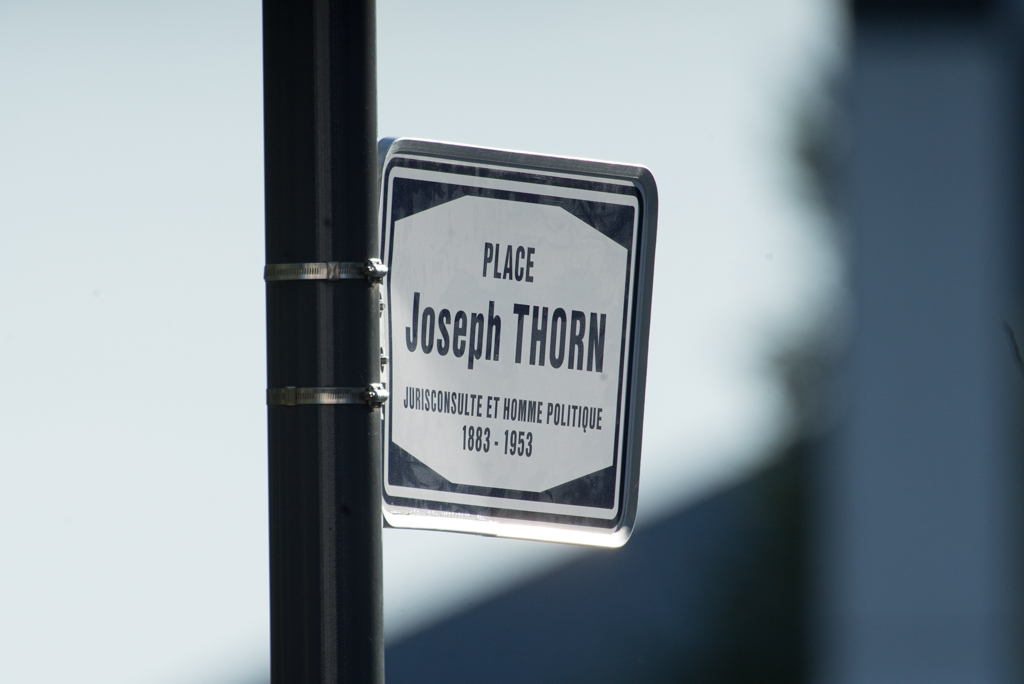 PLACE
Joseph THORN
JURISCONSULTE ET HOMME POLITIQUE
1883 - 1953